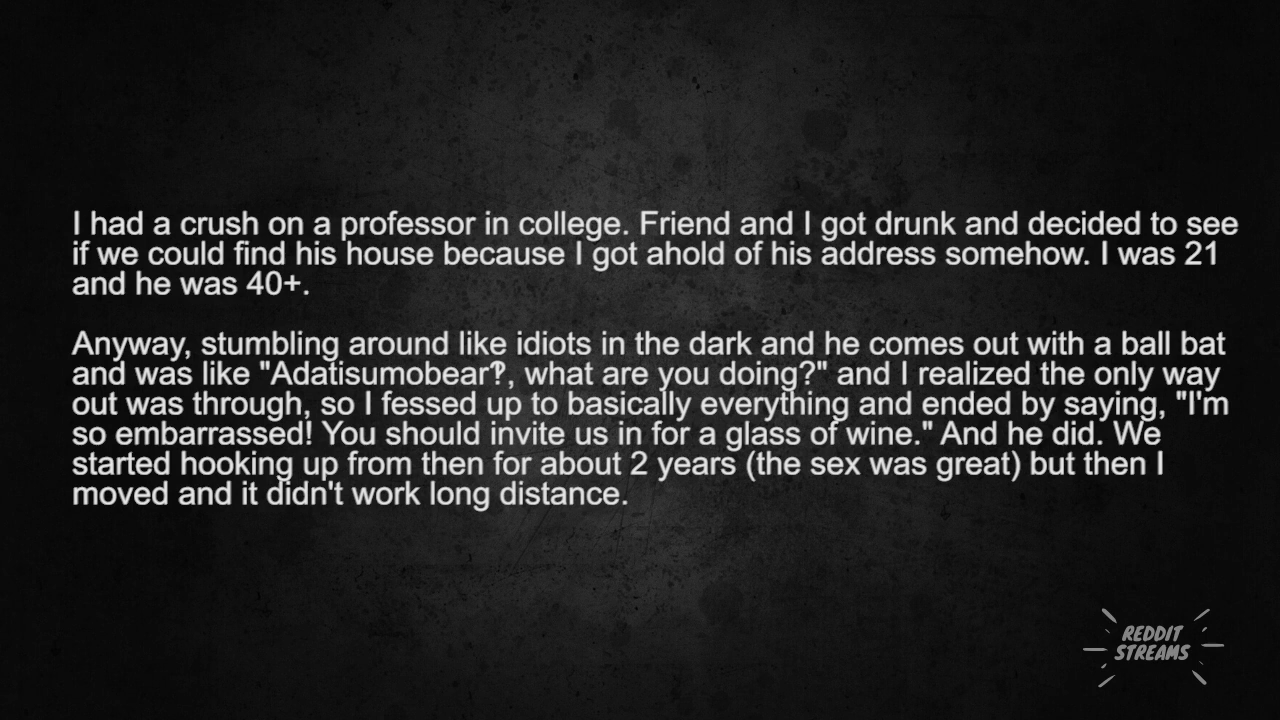 I had a crush on a professor in college. Friend and I got drunk and decided to see
if we could find his house because I got ahold of his address somehow. I was 21
and he was 40+.
Anyway, stumbling around like idiots in the dark and he comes out with a ball bat
and was like "Adatisumobear‽, what are you doing?" and I realized the only way
out was through, so I fessed up to basically everything and ended by saying, "I'm
so embarrassed! You should invite us in for a glass of wine." And he did. We
started hooking up from then for about 2 years (the sex was great) but then I
moved and it didn't work long distance.
REDDIT
STREAMS